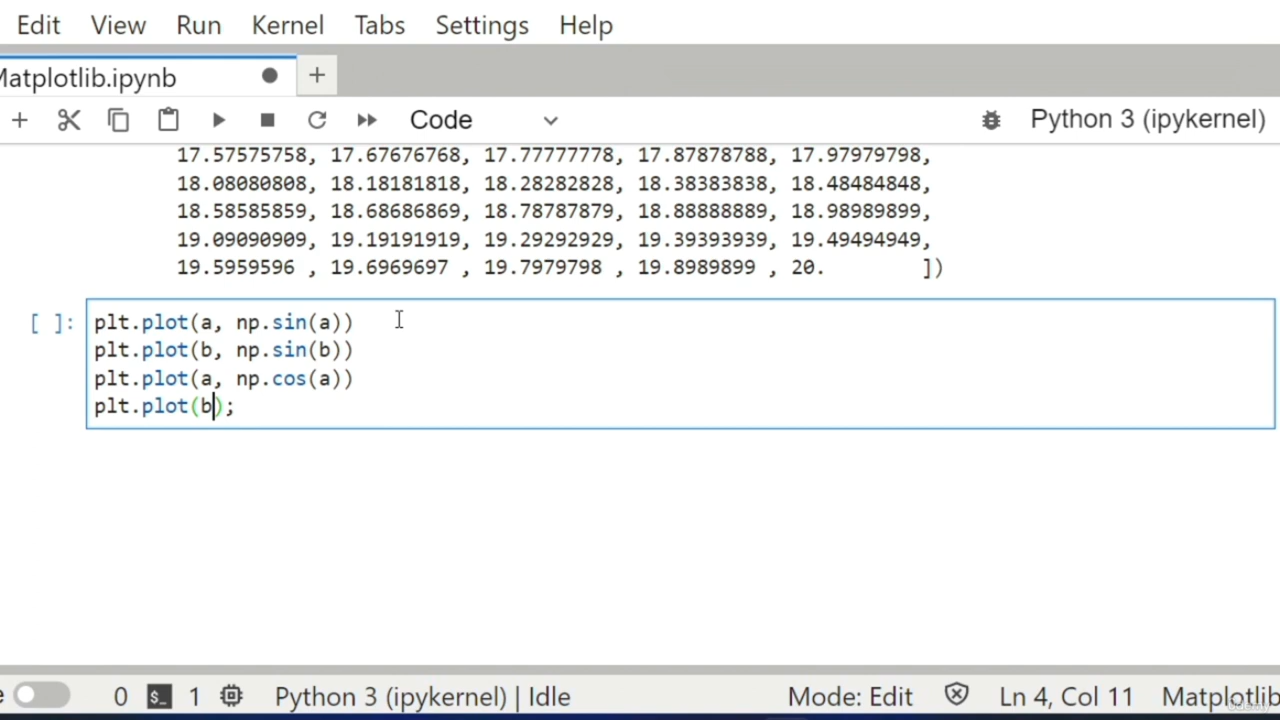 Edit View Run Kernel Tabs Settings Help
Matplotlib.ipynb
Code Python 3 (ipykernel)
17.57575758, 17.67676768, 17.77777778, 17.87878788, 17.97979798,
18.08080808, 18.18181818, 18.28282828, 18.38383838, 18.48484848,
18.58585859, 18.68686869, 18.78787879, 18.88888889, 18.98989899,
19.09090909, 19.19191919, 19.29292929, 19.39393939, 19.49494949,
19.5959596 , 19.6969697 , 19.7979798 , 19.8989899 , 20. ])
[ ]: plt.plot(a, np.sin(a))
plt.plot(b, np.sin(b))
plt.plot(a, np.cos(a))
plt.plot(b);
e 0 $_ 1 Python 3 (ipykernel) | Idle Mode: Edit Ln 4, Col 11 Matplotlib
Udemy